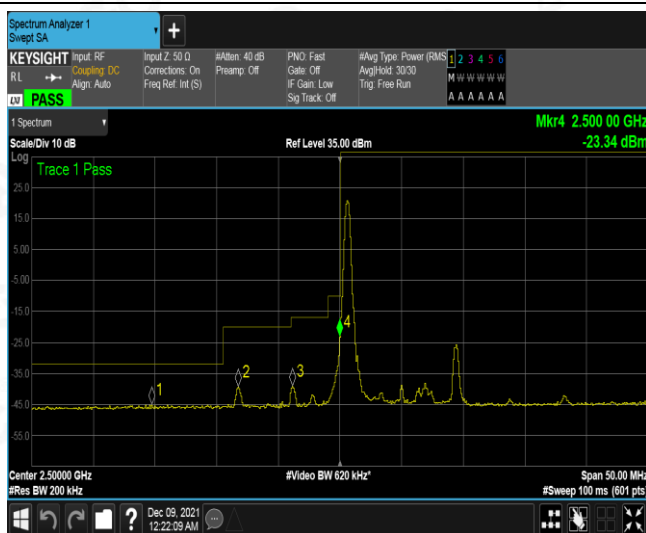 Spectrum Analyzer 1
Swept SA
+
KEYSIGHT
RL
Input: RF
Coupling: DC
Align: Auto
Input Z: 50 Ω
Corrections: On
Freq Ref: Int (S)
#Atten: 40 dB
Preamp: Off
PNO: Fast
Gate: Off
IF Gain: Low
Sig Track: Off
#Avg Type: Power (RMS
Avg|Hold: 30/30
Trig: Free Run
1 2 3 4 5 6
M W W W W W
A A A A A A
LXI PASS
1 Spectrum
Mkr4 2.500 00 GHz
Scale/Div 10 dB
Ref Level 35.00 dBm
-23.34 dBm
Log
Trace 1 Pass
25.0
15.0
5.00
-5.00
-15.0
-25.0
-35.0
-45.0
-55.0
1
2
3
4
Center 2.50000 GHz
#Video BW 620 kHz*
Span 50.00 MHz
#Res BW 200 kHz
#Sweep 100 ms (601 pts)
?
Dec 09, 2021
12:22:09 AM